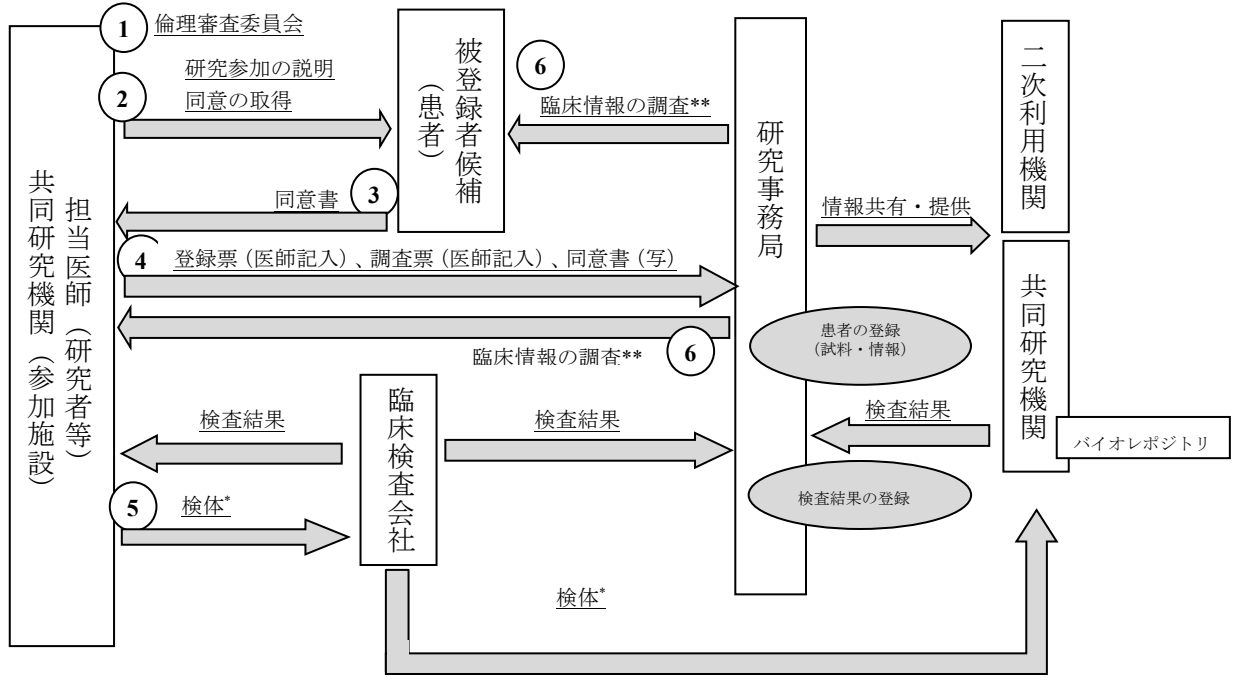 1
倫理審査委員会
2
研究参加の説明
同意の取得
被登録者候補
（患者）
6
臨床情報の調査**
研究事務局
二次利用機関
担当医師（研究者等）
共同研究機関（参加施設）
同意書
3
情報共有・提供
4
登録票（医師記入）、調査票（医師記入）、同意書（写）
臨床情報の調査**
6
患者の登録
（試料・情報）
共同研究機関
バイオレポジトリ
検査結果
臨床検査会社
検査結果
検査結果
検査結果の登録
5
検体*
検体*